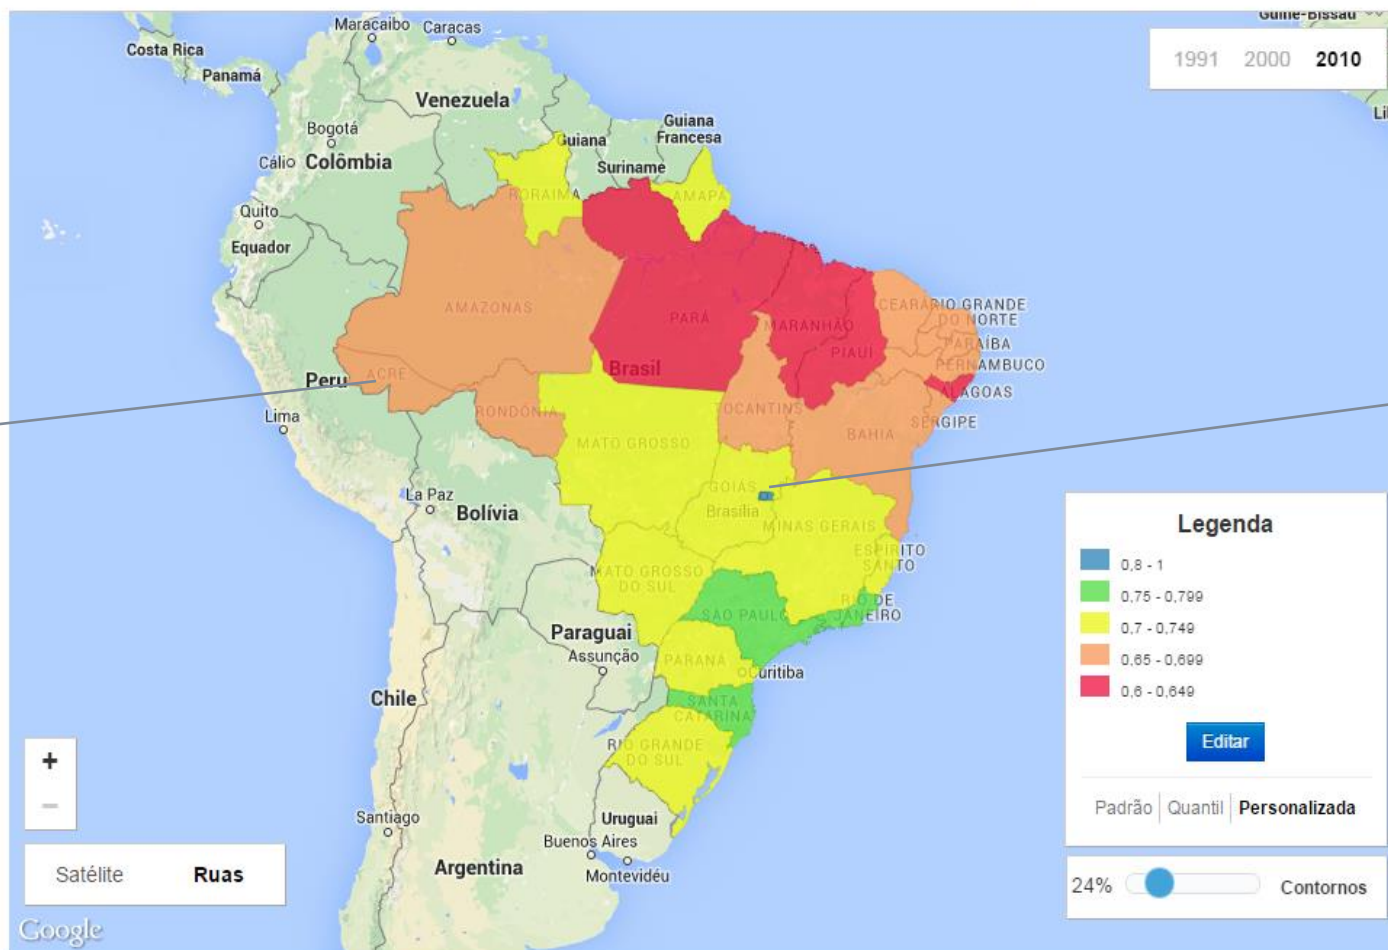 Guiné-Bissau
Maracaibo
Caracas
Costa Rica
Panamá
1991 2000 2010
Venezuela
Li
Bogotá
Guiana
Guiana
Francesa
Cálio
Colômbia
Suriname
RORAIMA
AMAPÁ
Quito
Equador
AMAZONAS
CEARÁ
RIO GRANDE
DO NORTE
PARÁ
MARANHÃO
PARAÍBA
PIAUÍ
Brasil
PERNAMBUCO
Peru
ACRE
ALAGOAS
Lima
RONDÔNIA
TOCANTINS
SERGIPE
BAHIA
MATO GROSSO
La Paz
GOIÁS
Brasília
Bolívia
MINAS GERAIS
ESPÍRITO
SANTO
MATO GROSSO
DO SUL
SÃO PAULO
RIO DE
JANEIRO
Paraguai
Assunção
PARANÁ
Curitiba
Chile
SANTA
CATARINA
RIO GRANDE
DO SUL
Santiago
Uruguai
Buenos Aires
Argentina
Montevidéu
Legenda
0,8 - 1
0,75 - 0,799
0,7 - 0,749
0,65 - 0,699
0,6 - 0,649
Editar
Padrão Quantil Personalizada
24% Contornos
+
−
Satélite Ruas
Google